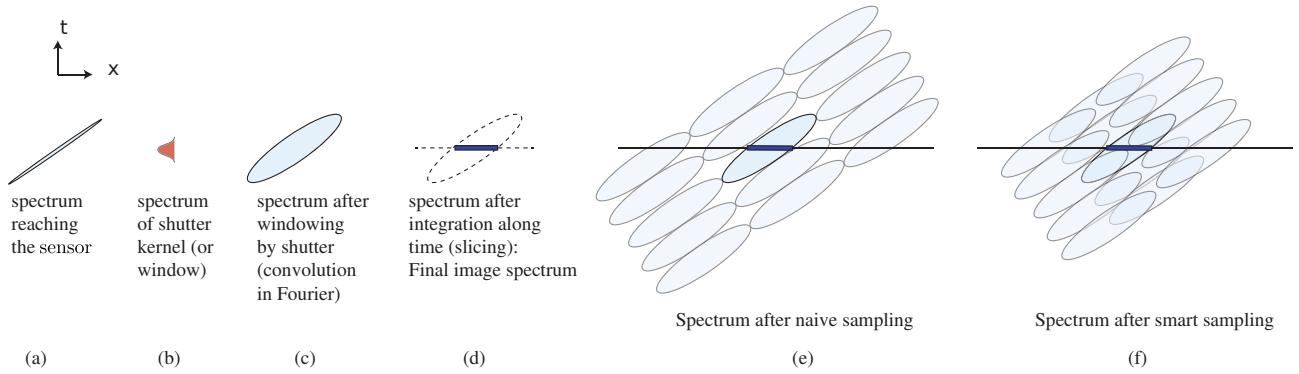 t
x
spectrum
reaching
the sensor
spectrum
of shutter
kernel (or
window)
spectrum after
windowing
by shutter
(convolution
in Fourier)
spectrum after
integration along
time (slicing):
Final image spectrum
Spectrum after naive sampling
Spectrum after smart sampling
(a)
(b)
(c)
(d)
(e)
(f)